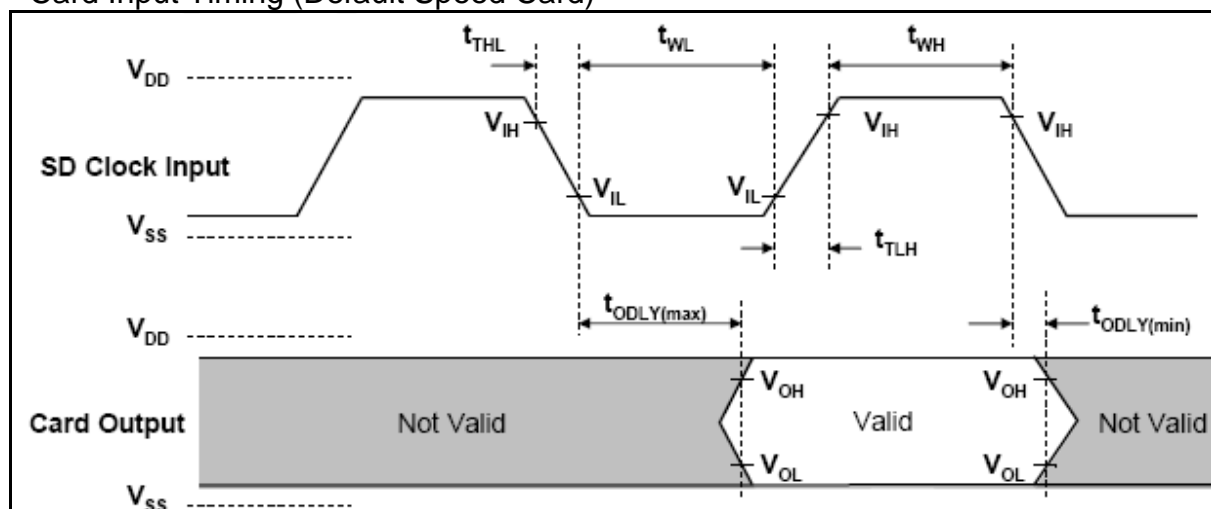 Card Input Timing (Default Speed Card)
tTHL tWL tWH
VDD
VIH VIH VIH
SD Clock Input
VIL VIL
VSS
tTLH
tODLY(max) tODLY(min)
VDD
VOH VOH
Card Output Not Valid Valid Not Valid
VOL VOL
VSS